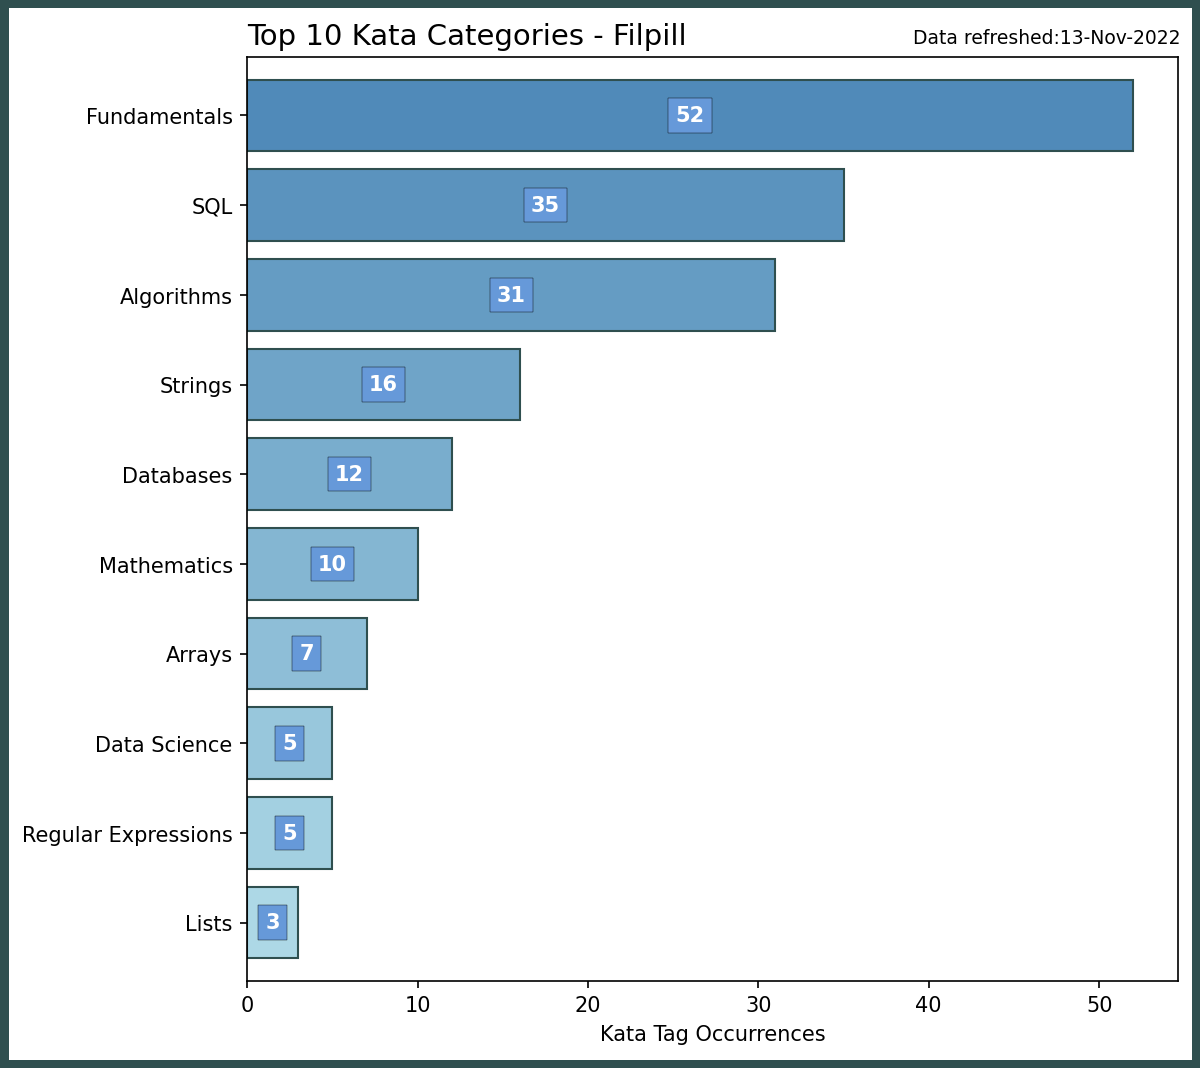 Top 10 Kata Categories - Filpill
Data refreshed:13-Nov-2022
Fundamentals 52
SQL 35
Algorithms 31
Strings 16
Databases 12
Mathematics 10
Arrays 7
Data Science 5
Regular Expressions 5
Lists 3
0 10 20 30 40 50
Kata Tag Occurrences